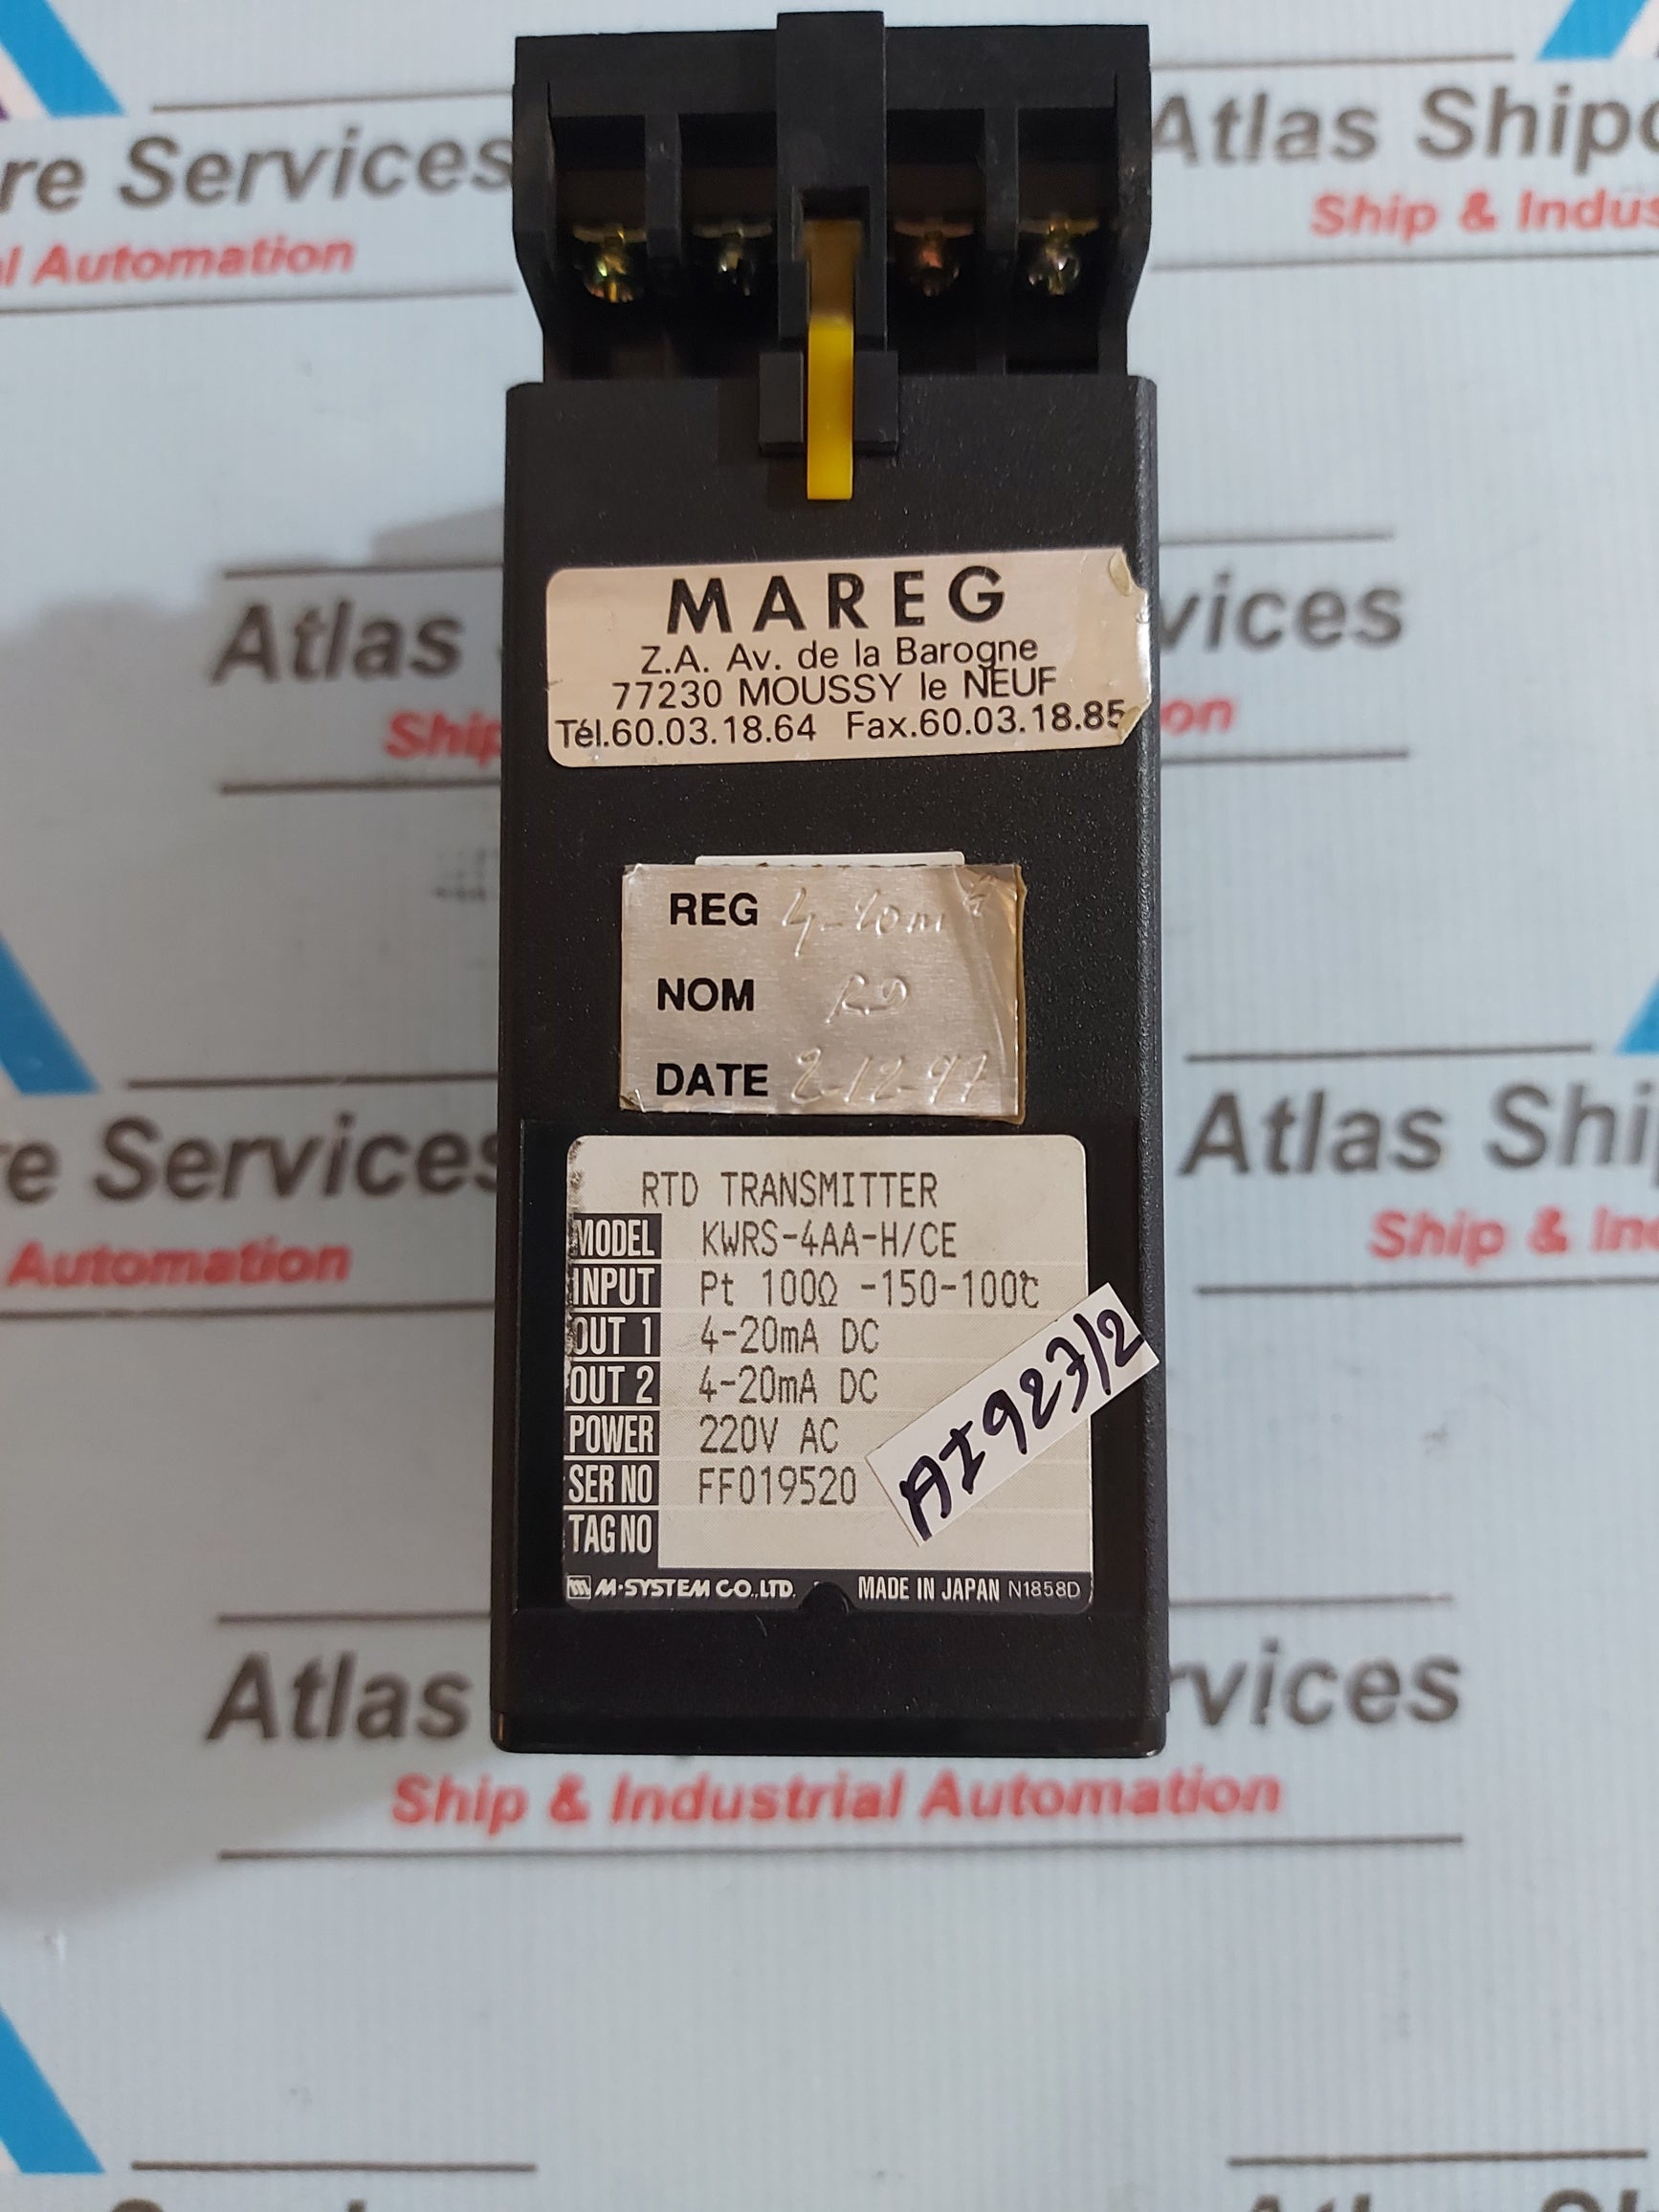 re Services
Atlas Shipc
l Automation
Ship & Indus
Atlas
vices
Ship
on
MAREG
Z.A. Av. de la Barogne
77230 MOUSSY le NEUF
Tél.60.03.18.64 Fax.60.03.18.85
REG
NOM
DATE 2-12-97
re Services
Atlas Ship
Automation
Ship & Ind
RTD TRANSMITTER
MODEL KWRS-4AA-H/CE
INPUT Pt 100Ω -150-100℃
OUT 1 4-20mA DC
OUT 2 4-20mA DC
POWER 220V AC
SER NO FF019520
TAG NO
AI927/2
M-SYSTEM CO.,LTD. MADE IN JAPAN N1858D
Atlas
rvices
Ship & Industrial Automation